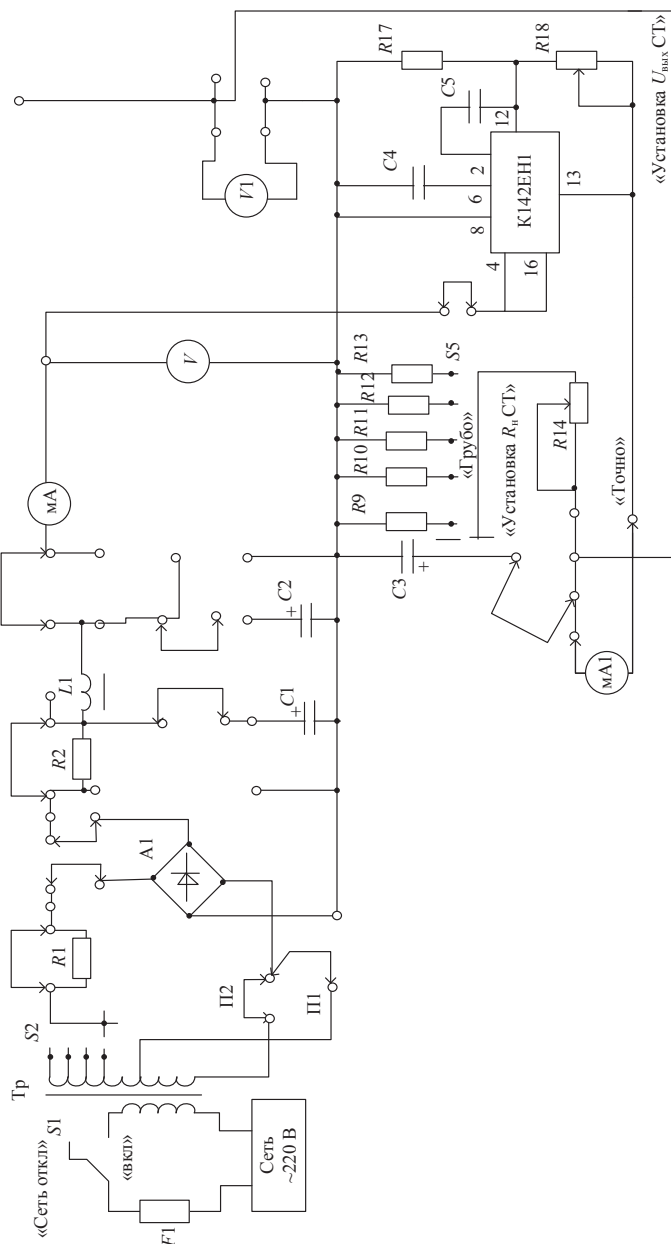 «Сеть откл»
S1
«вкл»
F1
Сеть
~220 В
Тр
S2
R1
П2
П1
А1
R2
L1
C1
+
C2
+
мА
V
C3
+
R9
R10
R11
R12
R13
S5
«Грубо»
«Установка Rн СТ»
R14
«Точно»
мА1
V1
C4
C5
R17
R18
8
6
2
12
4
16
13
К142ЕН1
«Установка Uвых СТ»